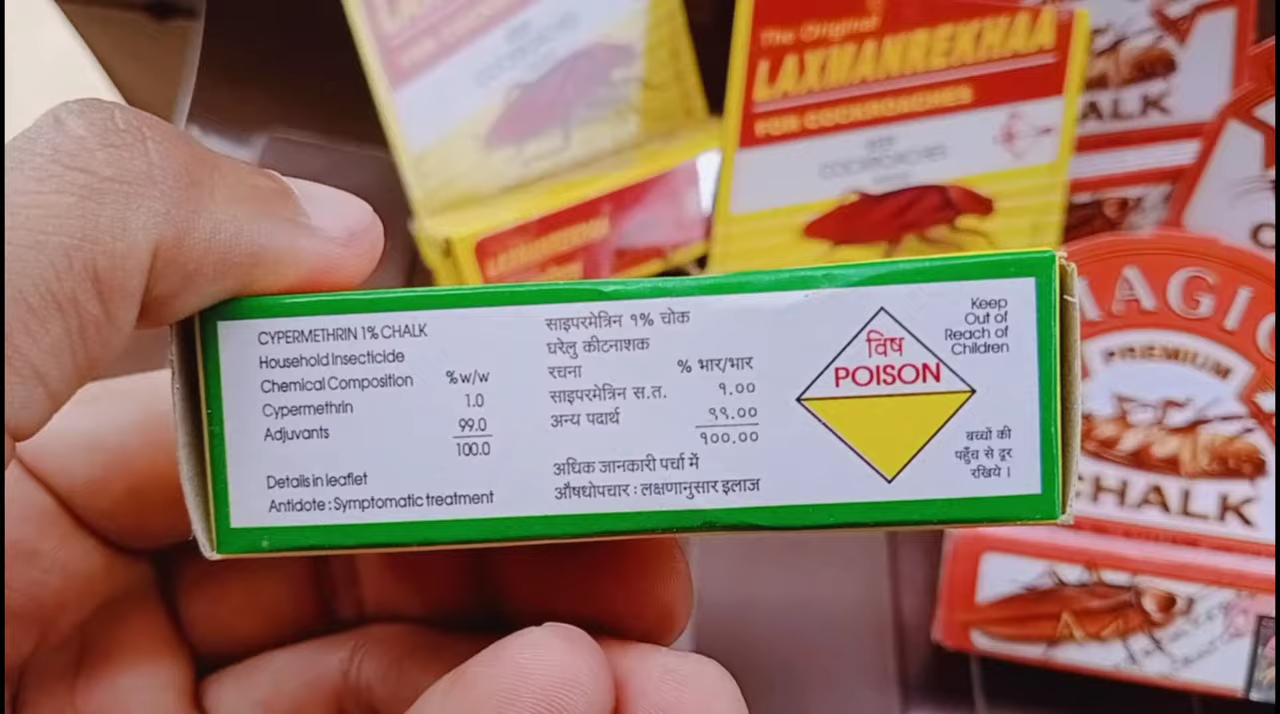 The Original
LAXMANREKHAA
FOR COCKROACHES
COCKROACHES
LAXMANREKHAA
ALK
MAGIC
PREMIUM
CHALK
CYPERMETHRIN 1% CHALK
Household Insecticide
Chemical Composition %w/w
Cypermethrin 1.0
Adjuvants 99.0
100.0
Details in leaflet
Antidote : Symptomatic treatment
साइपरमेत्रिन १% चोक
घरेलु कीटनाशक
रचना % भार/भार
साइपरमेत्रिन स.त. १.००
अन्य पदार्थ ९९.००
१००.००
अधिक जानकारी पर्चा में
औषधोपचार : लक्षणानुसार इलाज
विष
POISON
Keep
Out of
Reach of
Children
बच्चों की
पहुँच से दूर
रखिये ।